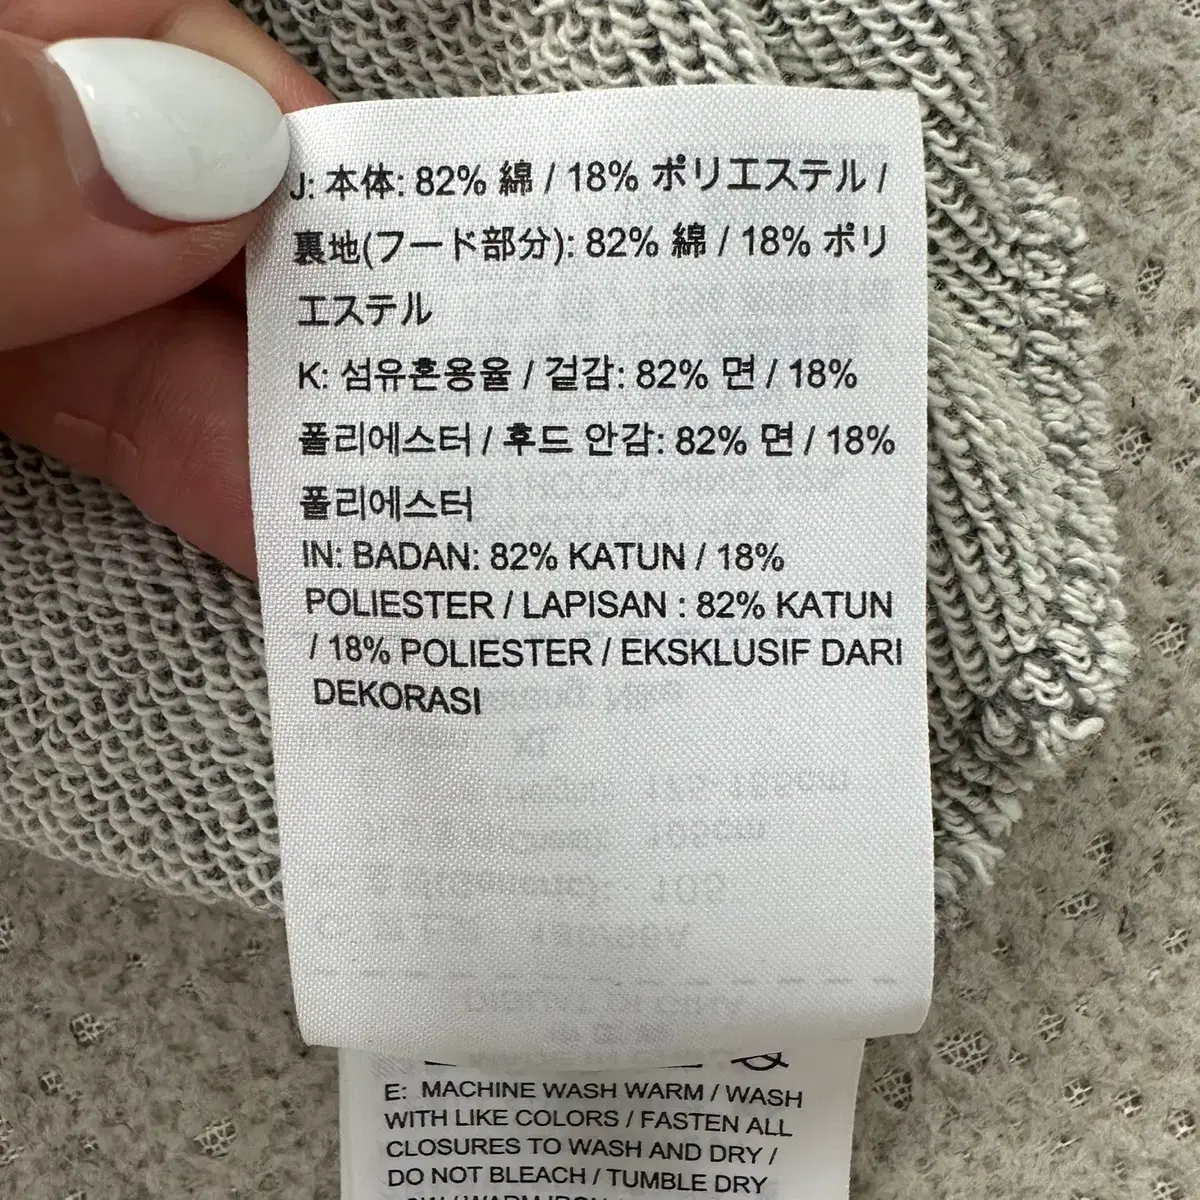 J: 本体: 82% 綿 / 18% ポリエステル /
裏地(フード部分): 82% 綿 / 18% ポリ
エステル
K: 섬유혼용율 / 겉감: 82% 면 / 18%
폴리에스터 / 후드 안감: 82% 면 / 18%
폴리에스터
IN: BADAN: 82% KATUN / 18%
POLIESTER / LAPISAN : 82% KATUN
/ 18% POLIESTER / EKSKLUSIF DARI
DEKORASI
E: MACHINE WASH WARM / WASH
WITH LIKE COLORS / FASTEN ALL
CLOSURES TO WASH AND DRY /
DO NOT BLEACH / TUMBLE DRY